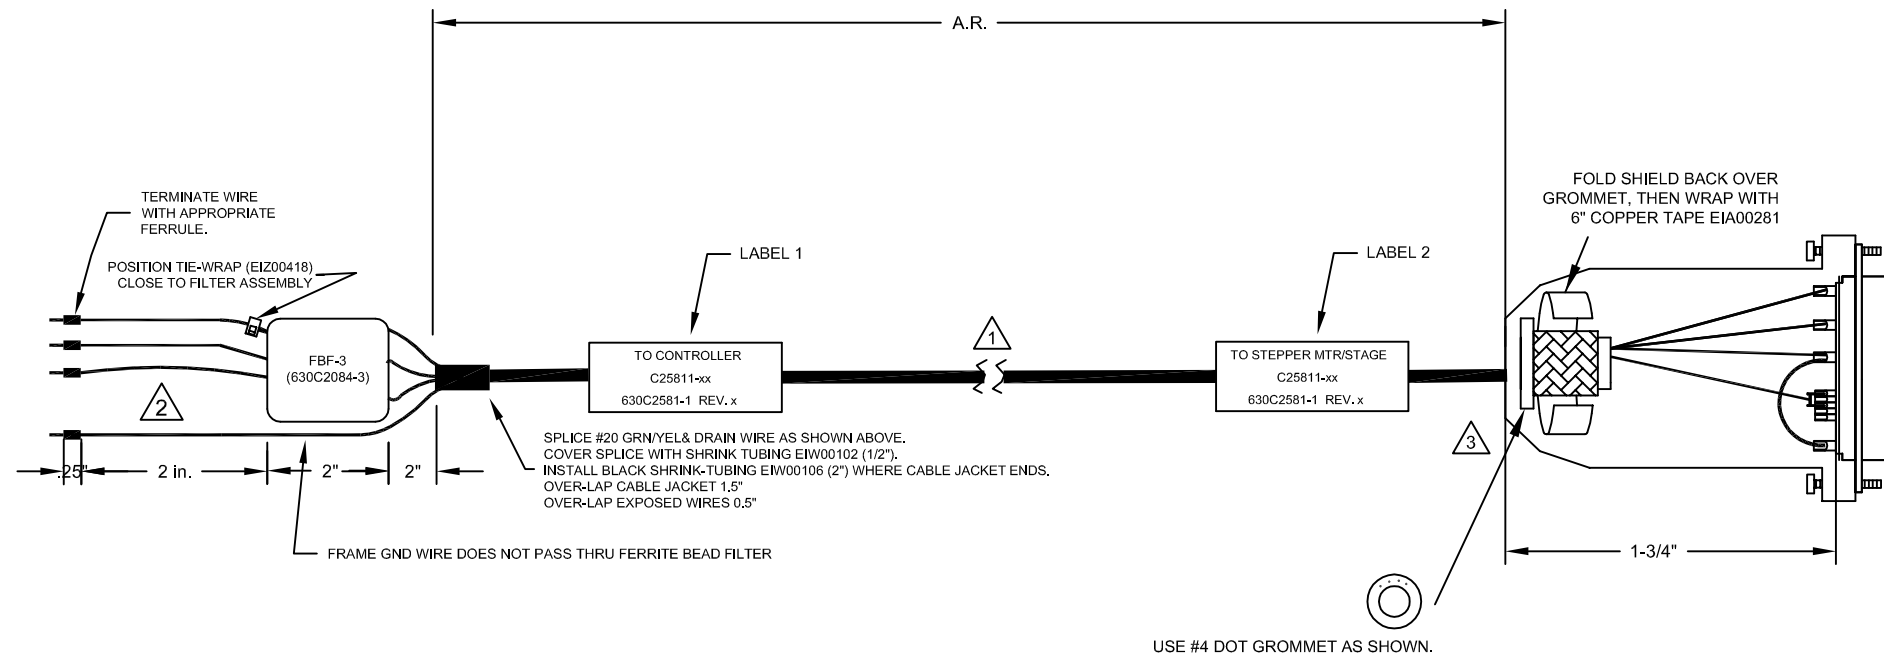 A.R.
TERMINATE WIRE
WITH APPROPRIATE
FERRULE.
POSITION TIE-WRAP (EIZ00418)
CLOSE TO FILTER ASSEMBLY
LABEL 1
LABEL 2
FOLD SHIELD BACK OVER
GROMMET, THEN WRAP WITH
6" COPPER TAPE EIA00281
FBF-3
(630C2084-3)
TO CONTROLLER
C25811-xx
630C2581-1 REV. x
1
TO STEPPER MTR/STAGE
C25811-xx
630C2581-1 REV. x
2
3
.25"
2 in.
2"
2"
SPLICE #20 GRN/YEL& DRAIN WIRE AS SHOWN ABOVE.
COVER SPLICE WITH SHRINK TUBING EIW00102 (1/2").
INSTALL BLACK SHRINK-TUBING EIW00106 (2") WHERE CABLE JACKET ENDS.
OVER-LAP CABLE JACKET 1.5"
OVER-LAP EXPOSED WIRES 0.5"
FRAME GND WIRE DOES NOT PASS THRU FERRITE BEAD FILTER
1-3/4"
USE #4 DOT GROMMET AS SHOWN.